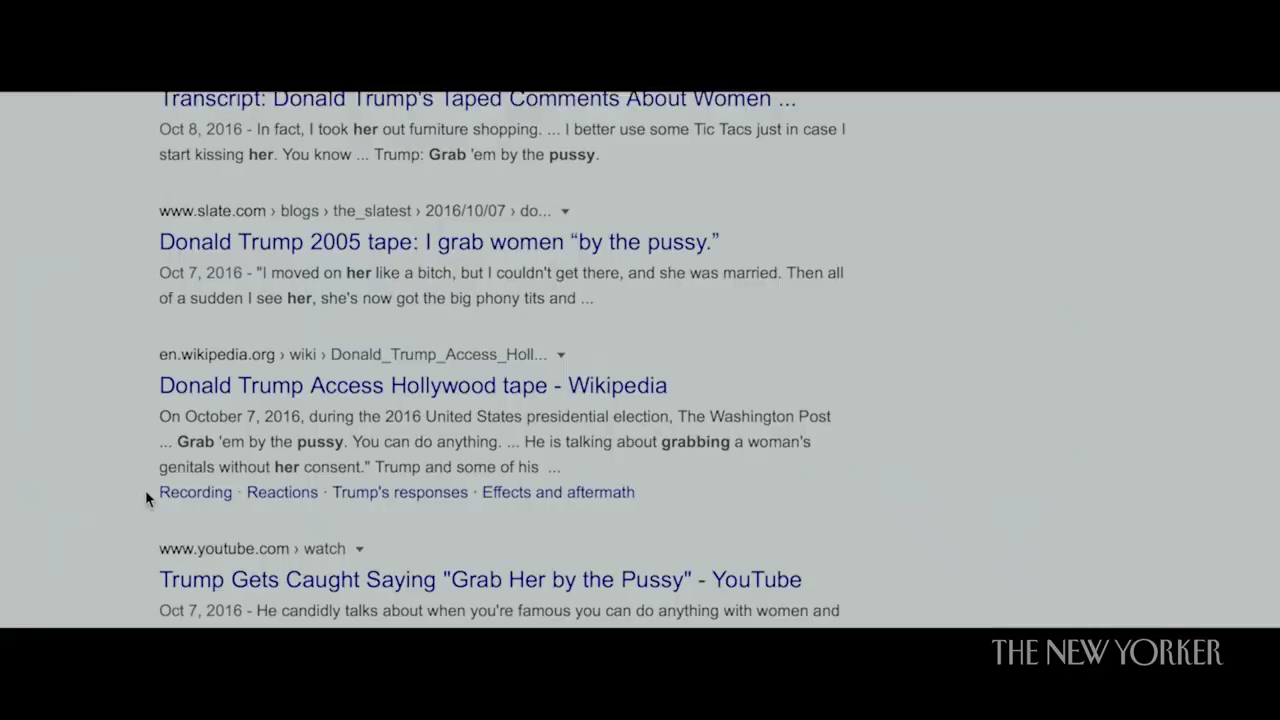 Transcript: Donald Trump's Taped Comments About Women ...
Oct 8, 2016 - In fact, I took her out furniture shopping. ... I better use some Tic Tacs just in case I
start kissing her. You know ... Trump: Grab 'em by the pussy.
www.slate.com › blogs › the_slatest › 2016/10/07 › do...
Donald Trump 2005 tape: I grab women “by the pussy.”
Oct 7, 2016 - "I moved on her like a bitch, but I couldn't get there, and she was married. Then all
of a sudden I see her, she's now got the big phony tits and ...
en.wikipedia.org › wiki › Donald_Trump_Access_Holl...
Donald Trump Access Hollywood tape - Wikipedia
On October 7, 2016, during the 2016 United States presidential election, The Washington Post
... Grab 'em by the pussy. You can do anything. ... He is talking about grabbing a woman's
genitals without her consent." Trump and some of his ...
Recording · Reactions · Trump's responses · Effects and aftermath
www.youtube.com › watch
Trump Gets Caught Saying "Grab Her by the Pussy" - YouTube
Oct 7, 2016 - He candidly talks about when you're famous you can do anything with women and
THE NEW YORKER